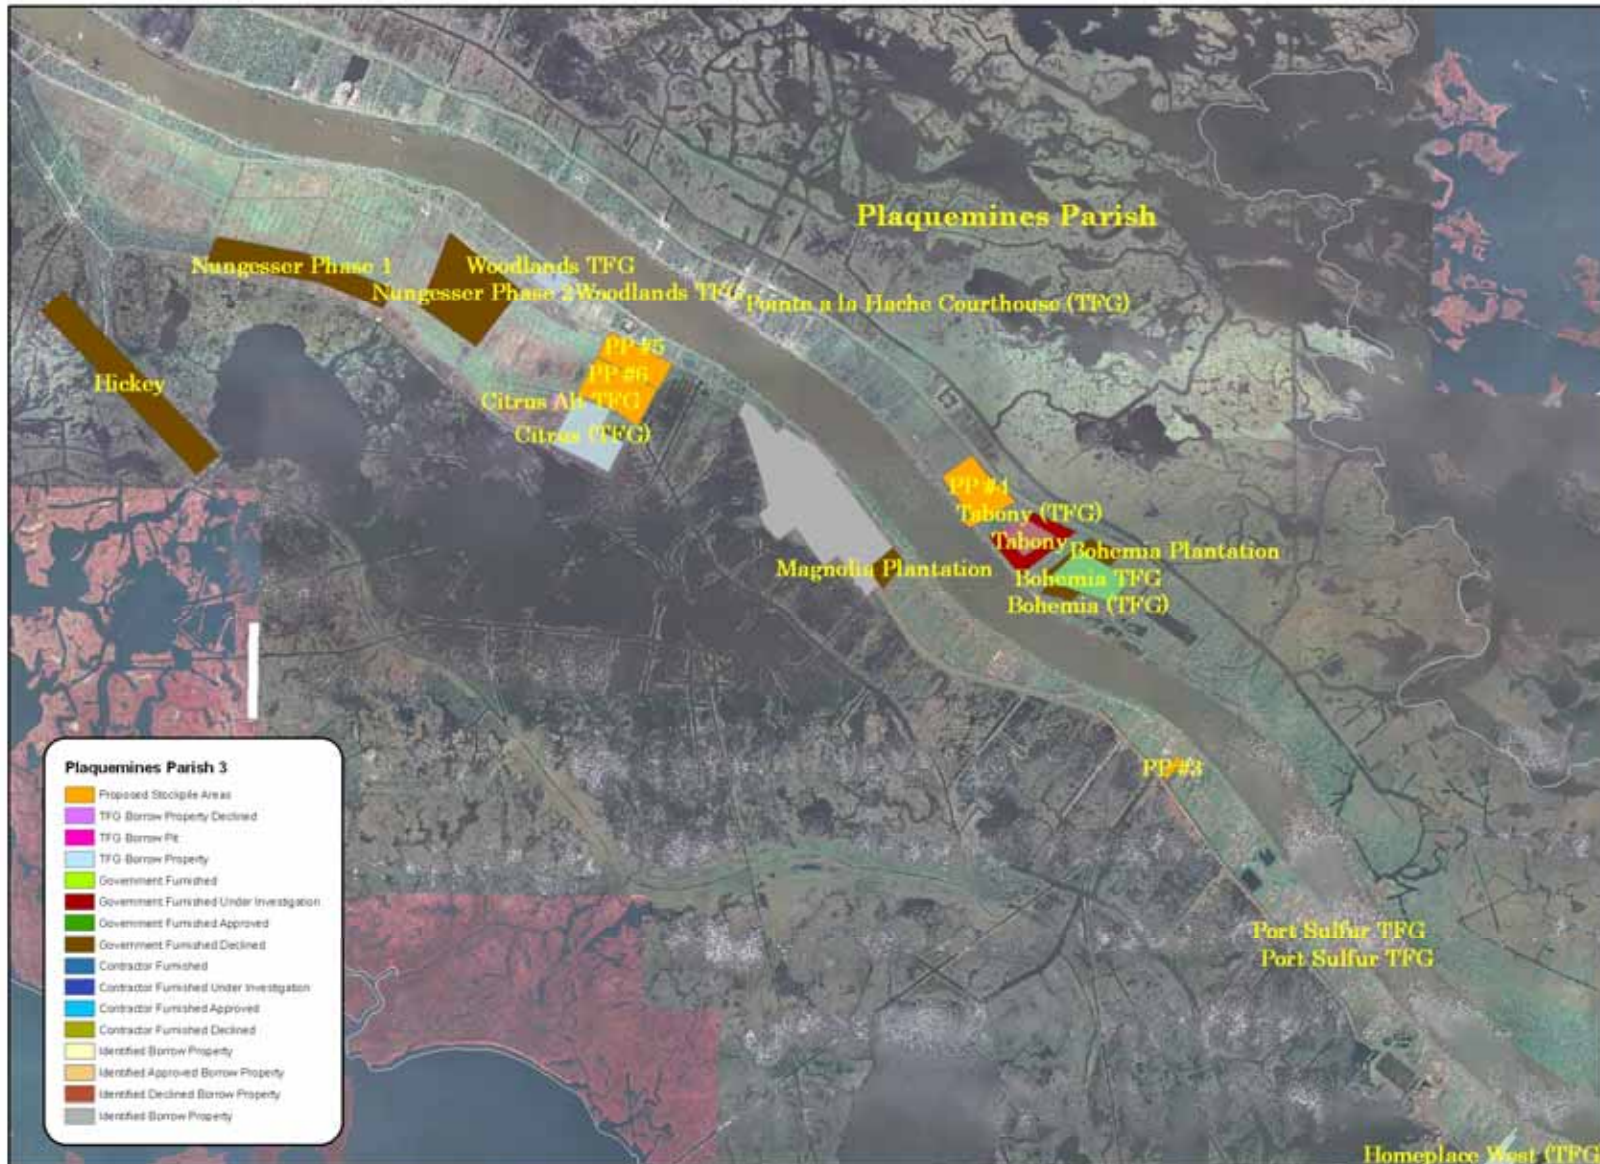 Plaquemines Parish
Nungesser Phase 1
Woodlands TFG
Nungesser Phase 2
Woodlands TFG
Pointe a la Hache Courthouse (TFG)
PP #5
PP #6
Hickey
Citrus Alt TFG
Citrus (TFG)
PP #4
Tabony (TFG)
Tabony
Bohemia Plantation
Magnolia Plantation
Bohemia TFG
Bohemia (TFG)
PP #3
Port Sulfur TFG
Port Sulfur TFG
Homeplace West (TFG)
Plaquemines Parish 3
Proposed Stockpile Areas
TFG Borrow Property Declined
TFG Borrow Pit
TFG Borrow Property
Government Furnished
Government Furnished Under Investigation
Government Furnished Approved
Government Furnished Declined
Contractor Furnished
Contractor Furnished Under Investigation
Contractor Furnished Approved
Contractor Furnished Declined
Identified Borrow Property
Identified Approved Borrow Property
Identified Declined Borrow Property
Identified Borrow Property